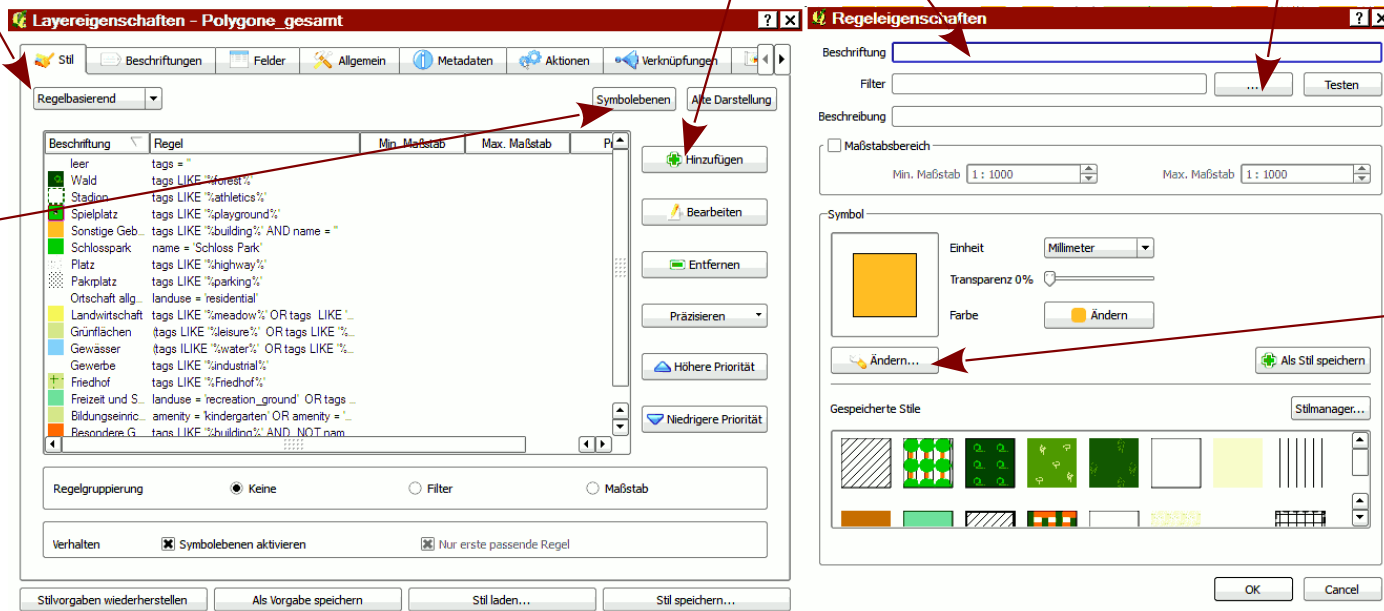 Layereigenschaften - Polygone_gesamt
Stil
Beschriftungen
Felder
Allgemein
Metadaten
Aktionen
Verknüpfungen
Regelbasierend
Symbolebenen
Alte Darstellung
Beschriftung Regel Min. Maßstab Max. Maßstab
leer tags = ''
Wald tags LIKE '%forest%'
Stadion tags LIKE '%athletics%'
Spielplatz tags LIKE '%playground%'
Sonstige Geb... tags LIKE '%building%' AND name = ''
Schlosspark name = 'Schloss Park'
Platz tags LIKE '%highway%'
Pakrplatz tags LIKE '%parking%'
Ortschaft allg... landuse = 'residential'
Landwirtschaft tags LIKE '%meadow%' OR tags LIKE '...
Grünflächen (tags LIKE '%leisure%' OR tags LIKE '%...
Gewässer (tags ILIKE '%water%' OR tags LIKE '%...
Gewerbe tags LIKE '%industrial%'
Friedhof tags LIKE '%Friedhof%'
Freizeit und S... landuse = 'recreation_ground' OR tags ...
Bildungseinric... amenity = 'kindergarten' OR amenity = '...
Besondere G... tags LIKE '%building%' AND NOT nam...
Hinzufügen
Bearbeiten
Entfernen
Präzisieren
Höhere Priorität
Niedrigere Priorität
Regelgruppierung Keine Filter Maßstab
Verhalten Symbolebenen aktivieren Nur erste passende Regel
Stilvorgaben wiederherstellen Als Vorgabe speichern Stil laden... Stil speichern...
Regeleigenschaften
Beschriftung
Filter ... Testen
Beschreibung
Maßstabsbereich
Min. Maßstab 1 : 1000 Max. Maßstab 1 : 1000
Symbol
Einheit Millimeter
Transparenz 0%
Farbe Ändern
Ändern...
Als Stil speichern
Gespeicherte Stile
Stilmanager...
OK Cancel